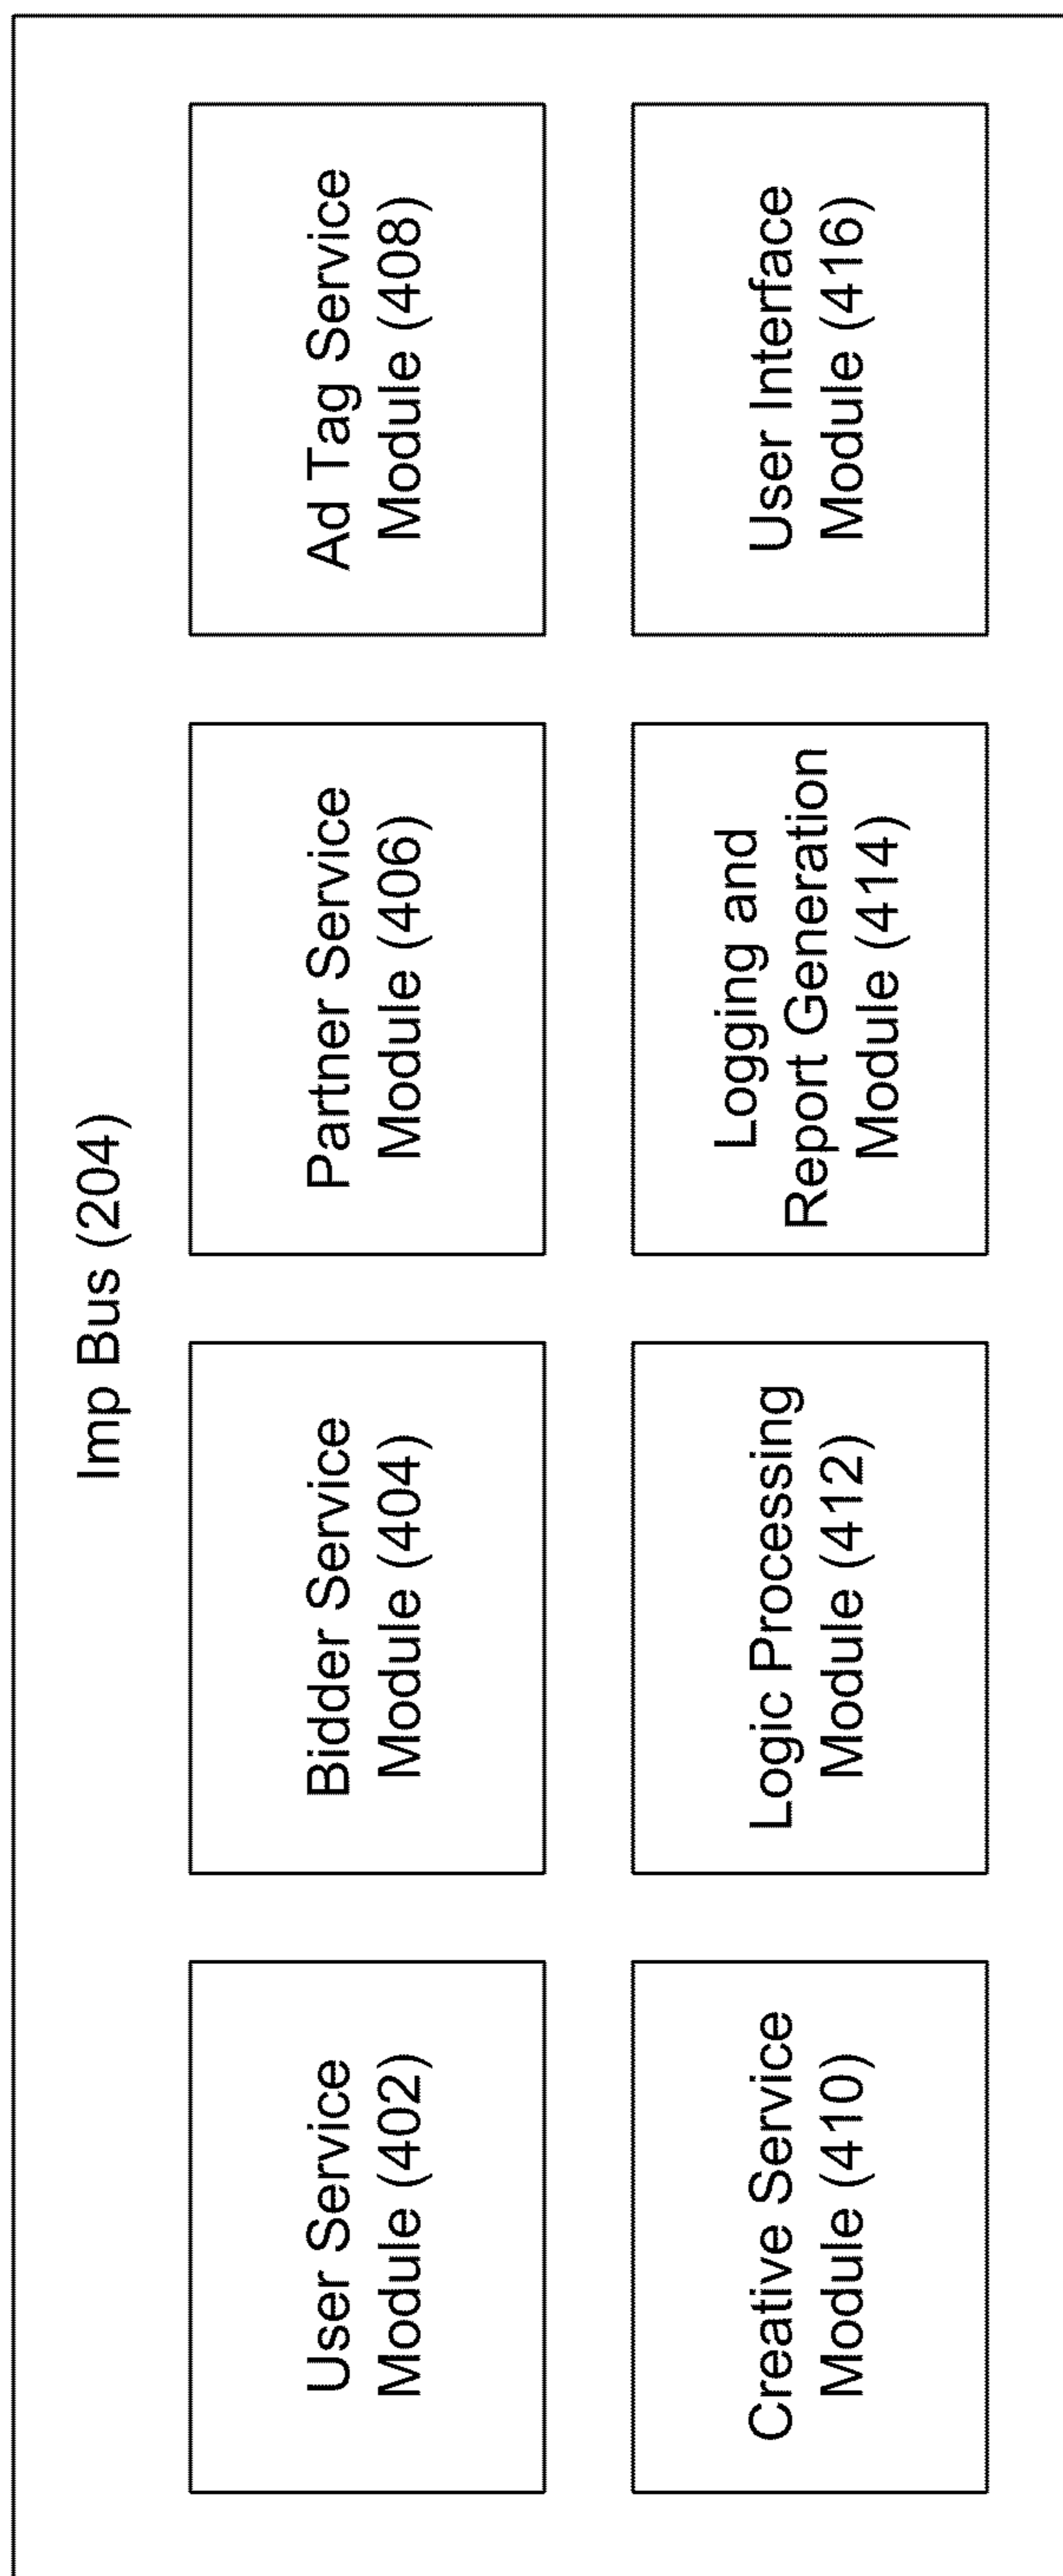 Imp Bus (204)
User Service
Module (402)
Bidder Service
Module (404)
Partner Service
Module (406)
Ad Tag Service
Module (408)
Creative Service
Module (410)
Logic Processing
Module (412)
Logging and
Report Generation
Module (414)
User Interface
Module (416)